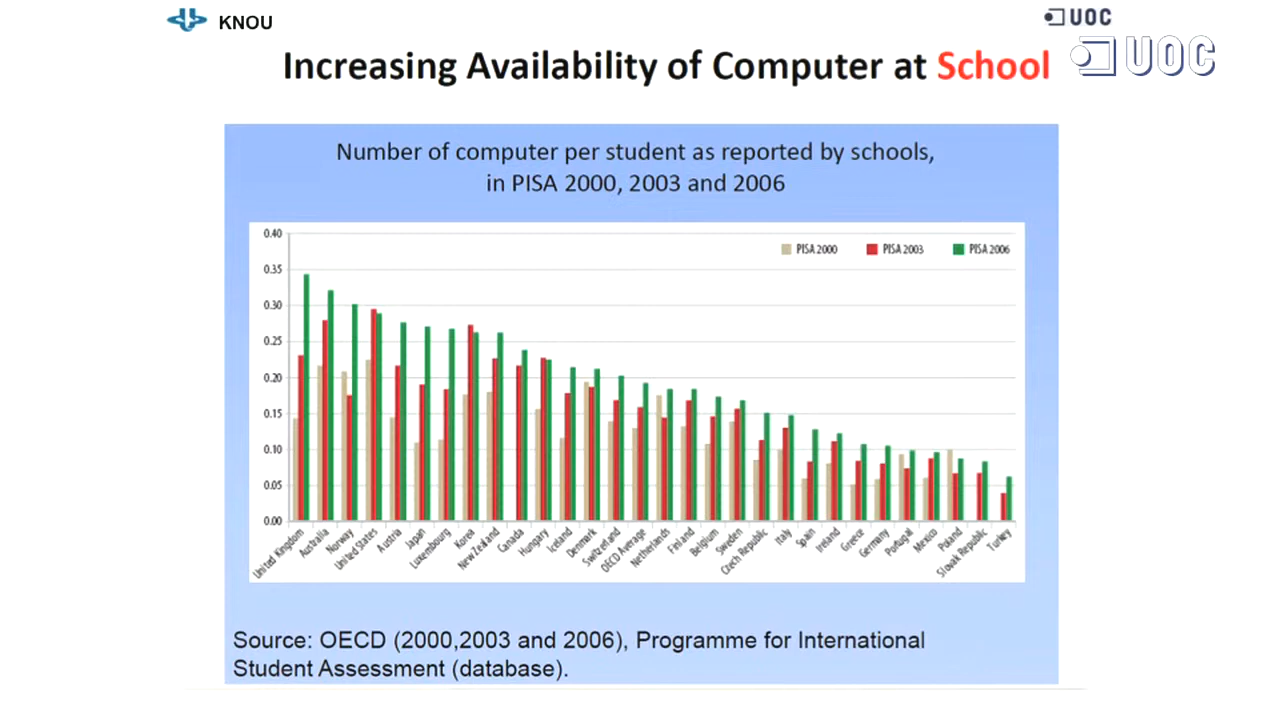 KNOU
UOC
UOC
Increasing Availability of Computer at School
Number of computer per student as reported by schools,
in PISA 2000, 2003 and 2006
PISA 2000 PISA 2003 PISA 2006
0.40
0.35
0.30
0.25
0.20
0.15
0.10
0.05
0.00
United Kingdom
Australia
Norway
United States
Austria
Japan
Luxembourg
Korea
New Zealand
Canada
Hungary
Iceland
Denmark
Switzerland
OECD Average
Netherlands
Finland
Belgium
Sweden
Czech Republic
Italy
Spain
Ireland
Greece
Germany
Portugal
Mexico
Poland
Slovak Republic
Turkey
Source: OECD (2000,2003 and 2006), Programme for International
Student Assessment (database).